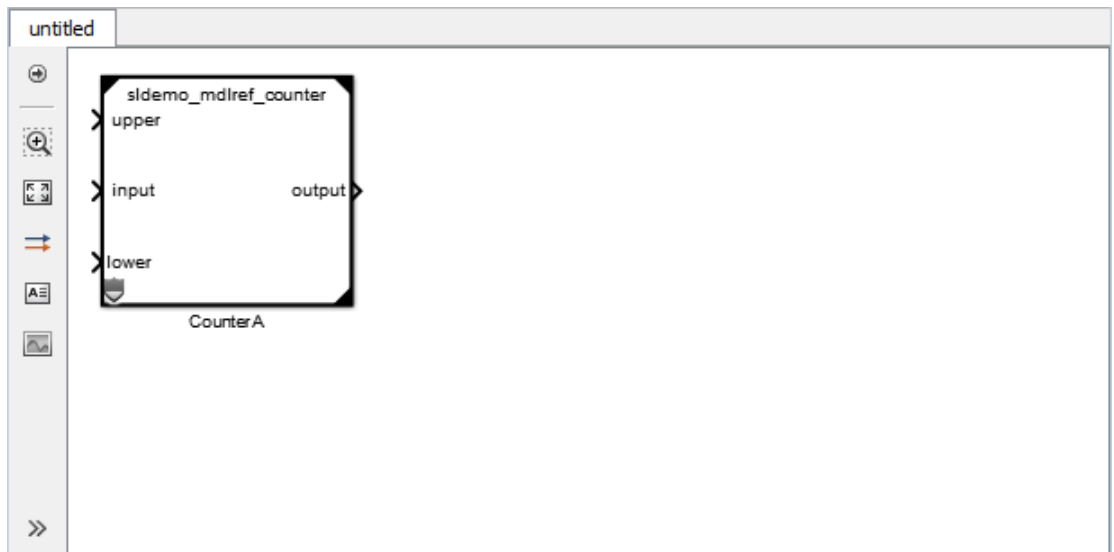 untitled
sldemo_mdlref_counter
upper
input
output
lower
CounterA